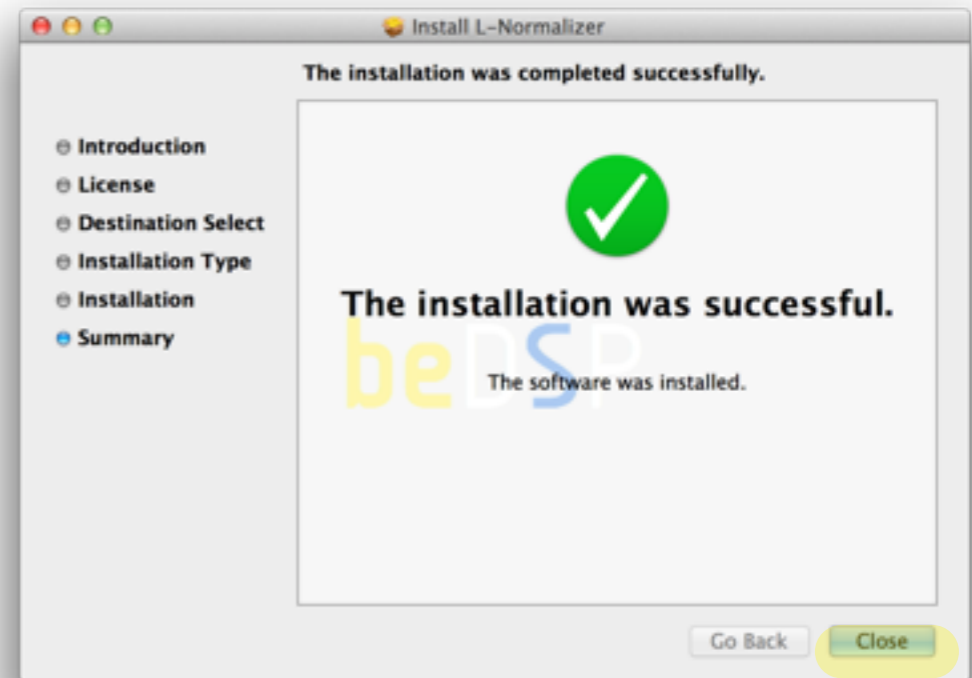 Install L-Normalizer
The installation was completed successfully.
Introduction
License
Destination Select
Installation Type
Installation
Summary
The installation was successful.
beDSP
The software was installed.
Go Back
Close